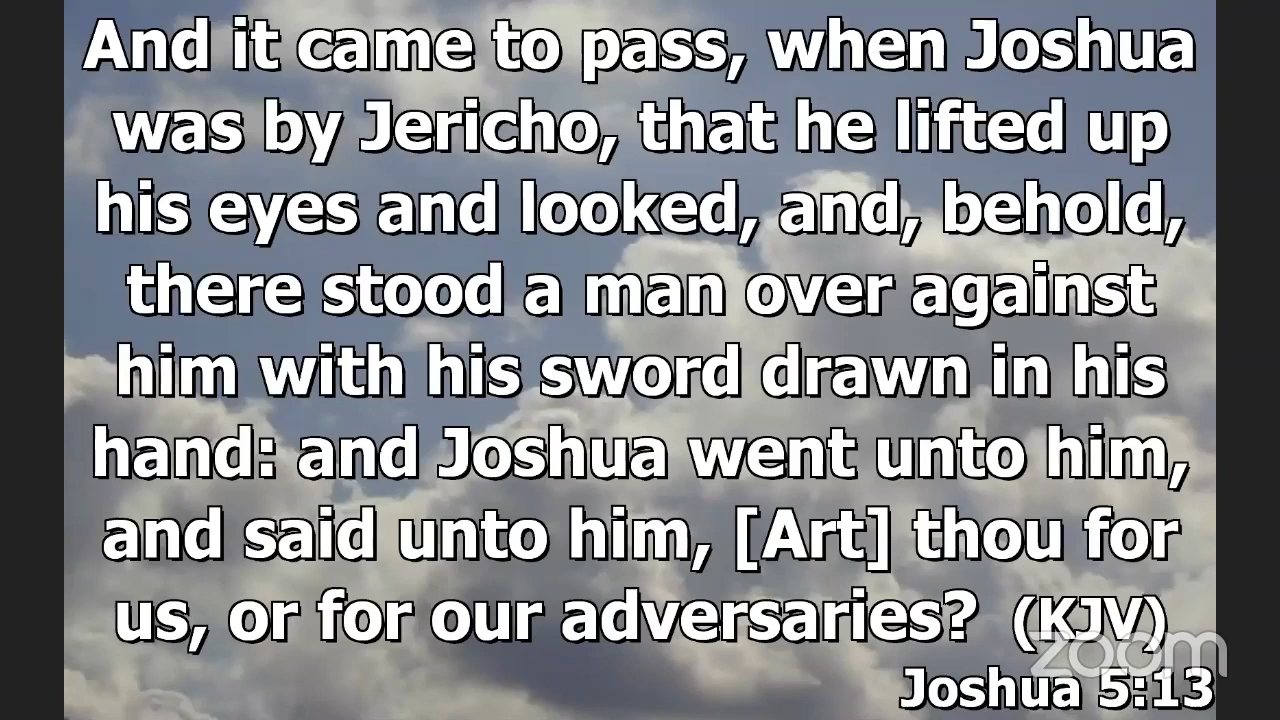 And it came to pass, when Joshua
was by Jericho, that he lifted up
his eyes and looked, and, behold,
there stood a man over against
him with his sword drawn in his
hand: and Joshua went unto him,
and said unto him, [Art] thou for
us, or for our adversaries? (KJV)
zoom
Joshua 5:13